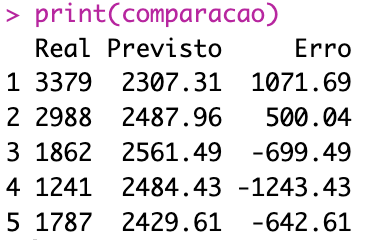 > print(comparacao)
Real Previsto Erro
1 3379 2307.31 1071.69
2 2988 2487.96 500.04
3 1862 2561.49 -699.49
4 1241 2484.43 -1243.43
5 1787 2429.61 -642.61